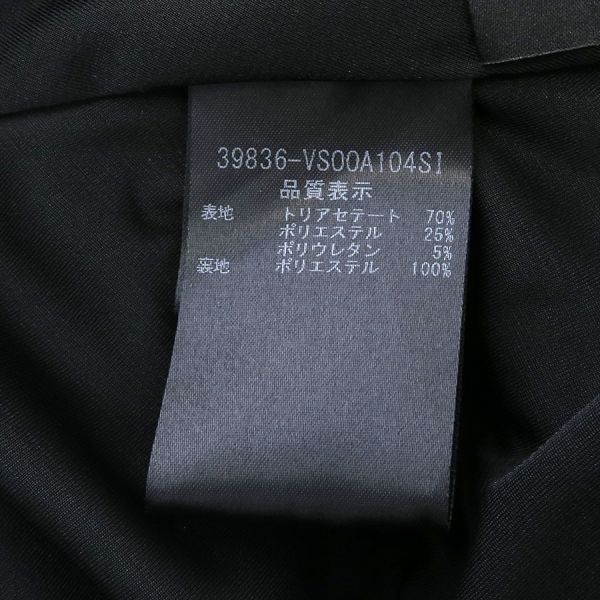 39836-VS00A104SI
品質表示
表地 トリアセテート 70%
ポリエステル 25%
ポリウレタン 5%
裏地 ポリエステル 100%